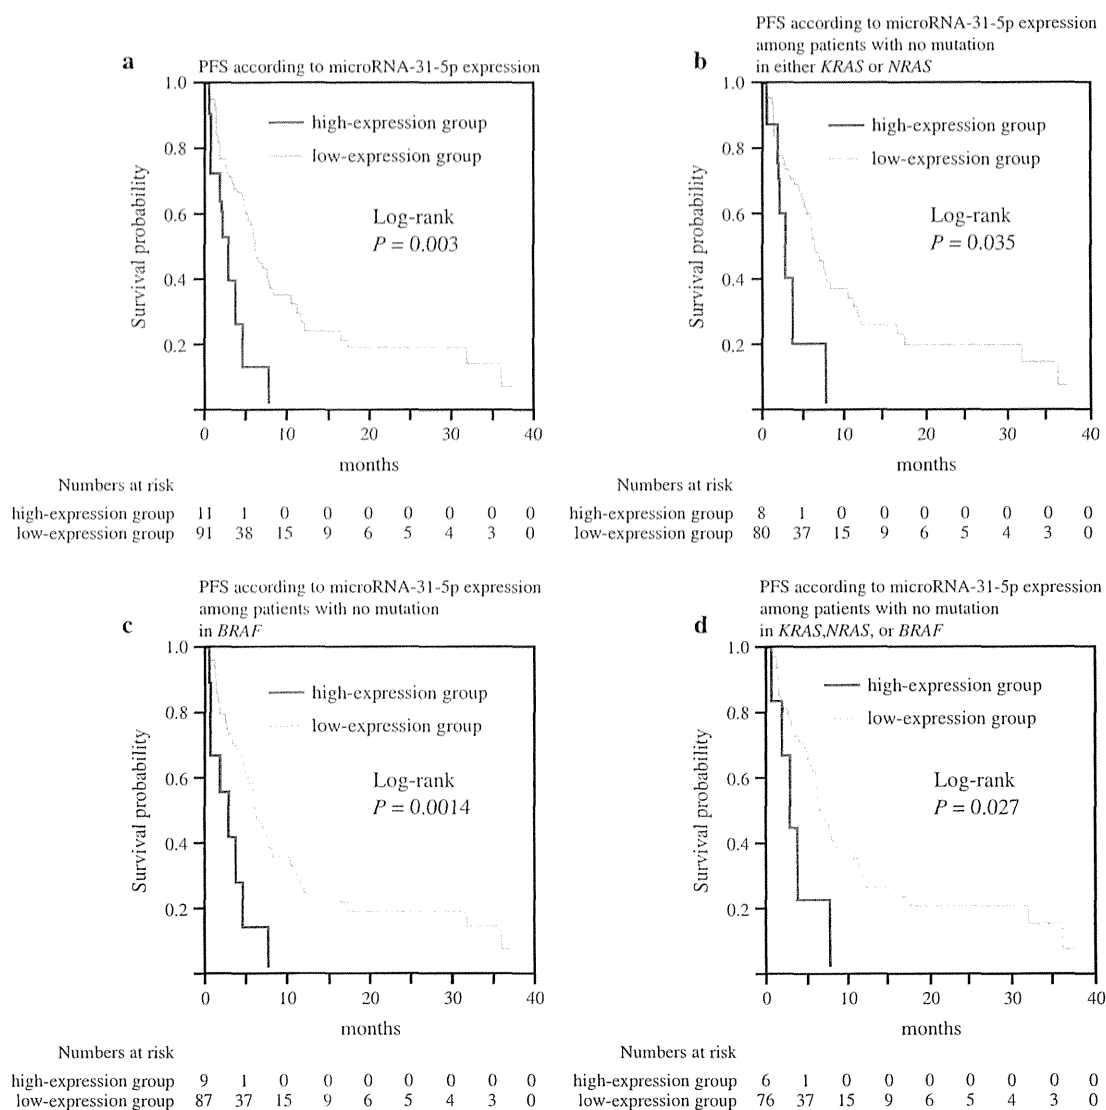 a
PFS according to microRNA-31-5p expression
1.0
0.8
0.6
0.4
0.2
Survival probability
high-expression group
low-expression group
Log-rank
P = 0.003
0 10 20 30 40
months
Numbers at risk
high-expression group 11 1 0 0 0 0 0 0 0
low-expression group 91 38 15 9 6 5 4 3 0
b
PFS according to microRNA-31-5p expression
among patients with no mutation
in either KRAS or NRAS
1.0
0.8
0.6
0.4
0.2
Survival probability
high-expression group
low-expression group
Log-rank
P = 0.035
0 10 20 30 40
months
Numbers at risk
high-expression group 8 1 0 0 0 0 0 0 0
low-expression group 80 37 15 9 6 5 4 3 0
c
PFS according to microRNA-31-5p expression
among patients with no mutation
in BRAF
1.0
0.8
0.6
0.4
0.2
Survival probability
high-expression group
low-expression group
Log-rank
P = 0.0014
0 10 20 30 40
months
Numbers at risk
high-expression group 9 1 0 0 0 0 0 0 0
low-expression group 87 37 15 9 6 5 4 3 0
d
PFS according to microRNA-31-5p expression
among patients with no mutation
in KRAS,NRAS, or BRAF
1.0
0.8
0.6
0.4
0.2
Survival probability
high-expression group
low-expression group
Log-rank
P = 0.027
0 10 20 30 40
months
Numbers at risk
high-expression group 6 1 0 0 0 0 0 0 0
low-expression group 76 37 15 9 6 5 4 3 0